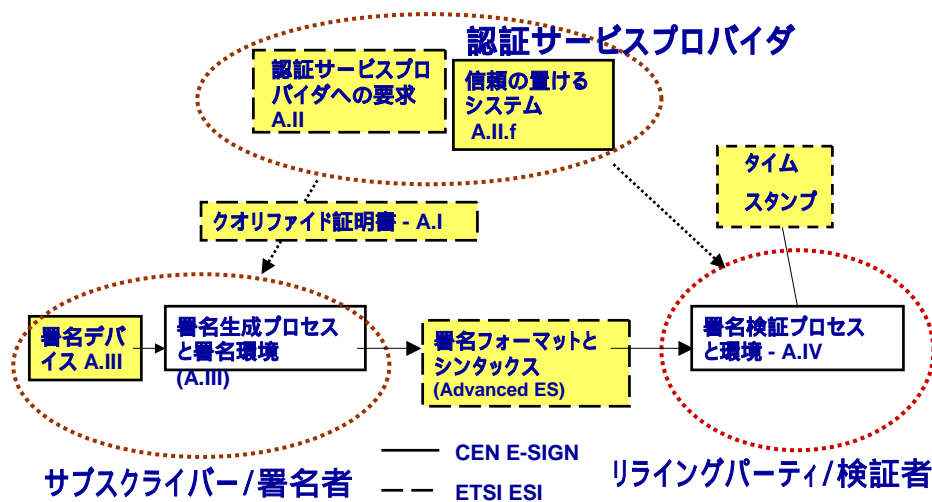 認証サービスプロバイダ
認証サービスプロ
バイダへの要求
A.II
信頼の置ける
システム
A.II.f
タイム
スタンプ
クオリファイド証明書 - A.I
署名デバ
イス A.III
署名生成プロセス
と署名環境
(A.III)
署名フォーマットと
シンタックス
(Advanced ES)
署名検証プロセス
と環境 - A.IV
サブスクライバー/署名者
CEN E-SIGN
ETSI ESI
リライングパーティ/検証者